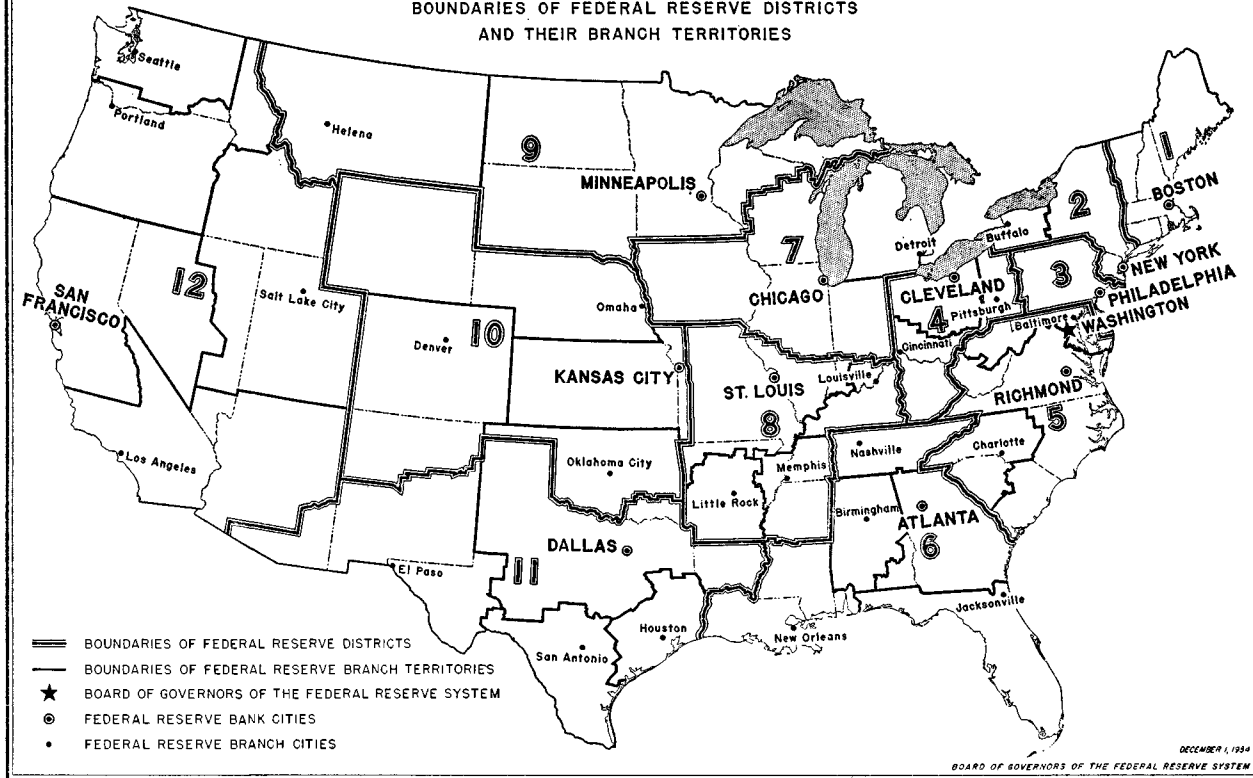 BOUNDARIES OF FEDERAL RESERVE DISTRICTS
AND THEIR BRANCH TERRITORIES
Seattle
Portland
Helena
9
MINNEAPOLIS
1
BOSTON
2
Buffalo
Detroit
7
CHICAGO
NEW YORK
3
PHILADELPHIA
CLEVELAND
4
Pittsburgh
Baltimore
WASHINGTON
Cincinnati
12
SAN
FRANCISCO
Salt Lake City
Omaha
10
Denver
KANSAS CITY
ST. LOUIS
8
Louisville
RICHMOND
5
Los Angeles
Oklahoma City
Memphis
Nashville
Charlotte
Little Rock
Birmingham
ATLANTA
6
DALLAS
11
El Paso
Houston
San Antonio
New Orleans
Jacksonville
BOUNDARIES OF FEDERAL RESERVE DISTRICTS
BOUNDARIES OF FEDERAL RESERVE BRANCH TERRITORIES
BOARD OF GOVERNORS OF THE FEDERAL RESERVE SYSTEM
FEDERAL RESERVE BANK CITIES
FEDERAL RESERVE BRANCH CITIES
DECEMBER 1, 1954
BOARD OF GOVERNORS OF THE FEDERAL RESERVE SYSTEM